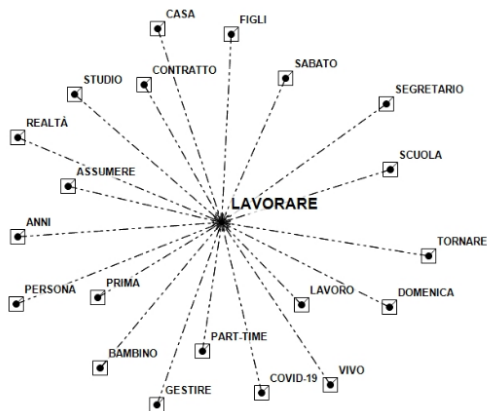 CASA
FIGLI
SABATO
CONTRATTO
STUDIO
SEGRETARIO
REALTÀ
SCUOLA
ASSUMERE
LAVORARE
ANNI
TORNARE
PERSONA
PRIMA
LAVORO
DOMENICA
PART-TIME
BAMBINO
COVID-19
VIVO
GESTIRE